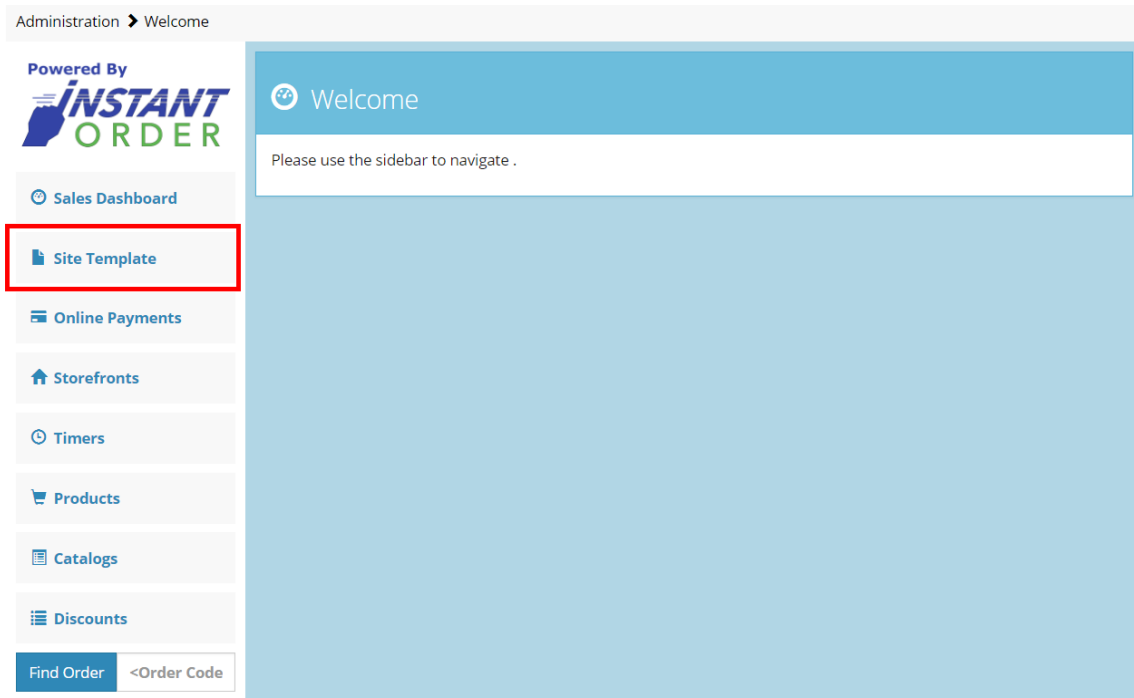 Administration > Welcome
Powered By
INSTANT
ORDER
Welcome
Please use the sidebar to navigate .
Sales Dashboard
Site Template
Online Payments
Storefronts
Timers
Products
Catalogs
Discounts
Find Order <Order Code